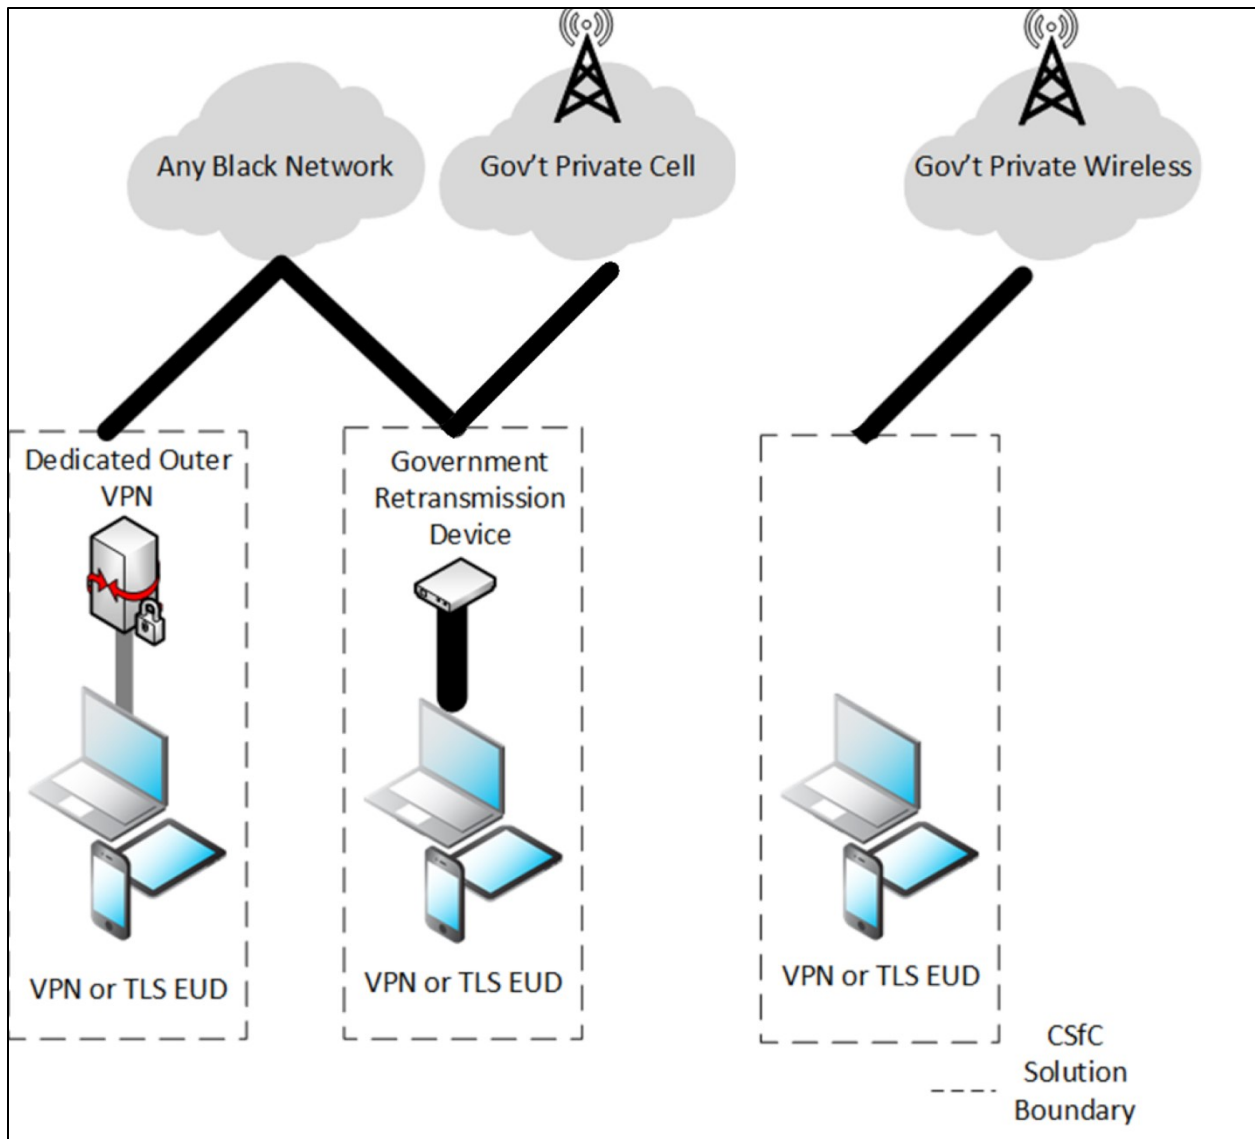 Any Black Network
Gov't Private Cell
Gov't Private Wireless
Dedicated Outer
VPN
Government
Retransmission
Device
VPN or TLS EUD
VPN or TLS EUD
VPN or TLS EUD
CSfC
Solution
Boundary